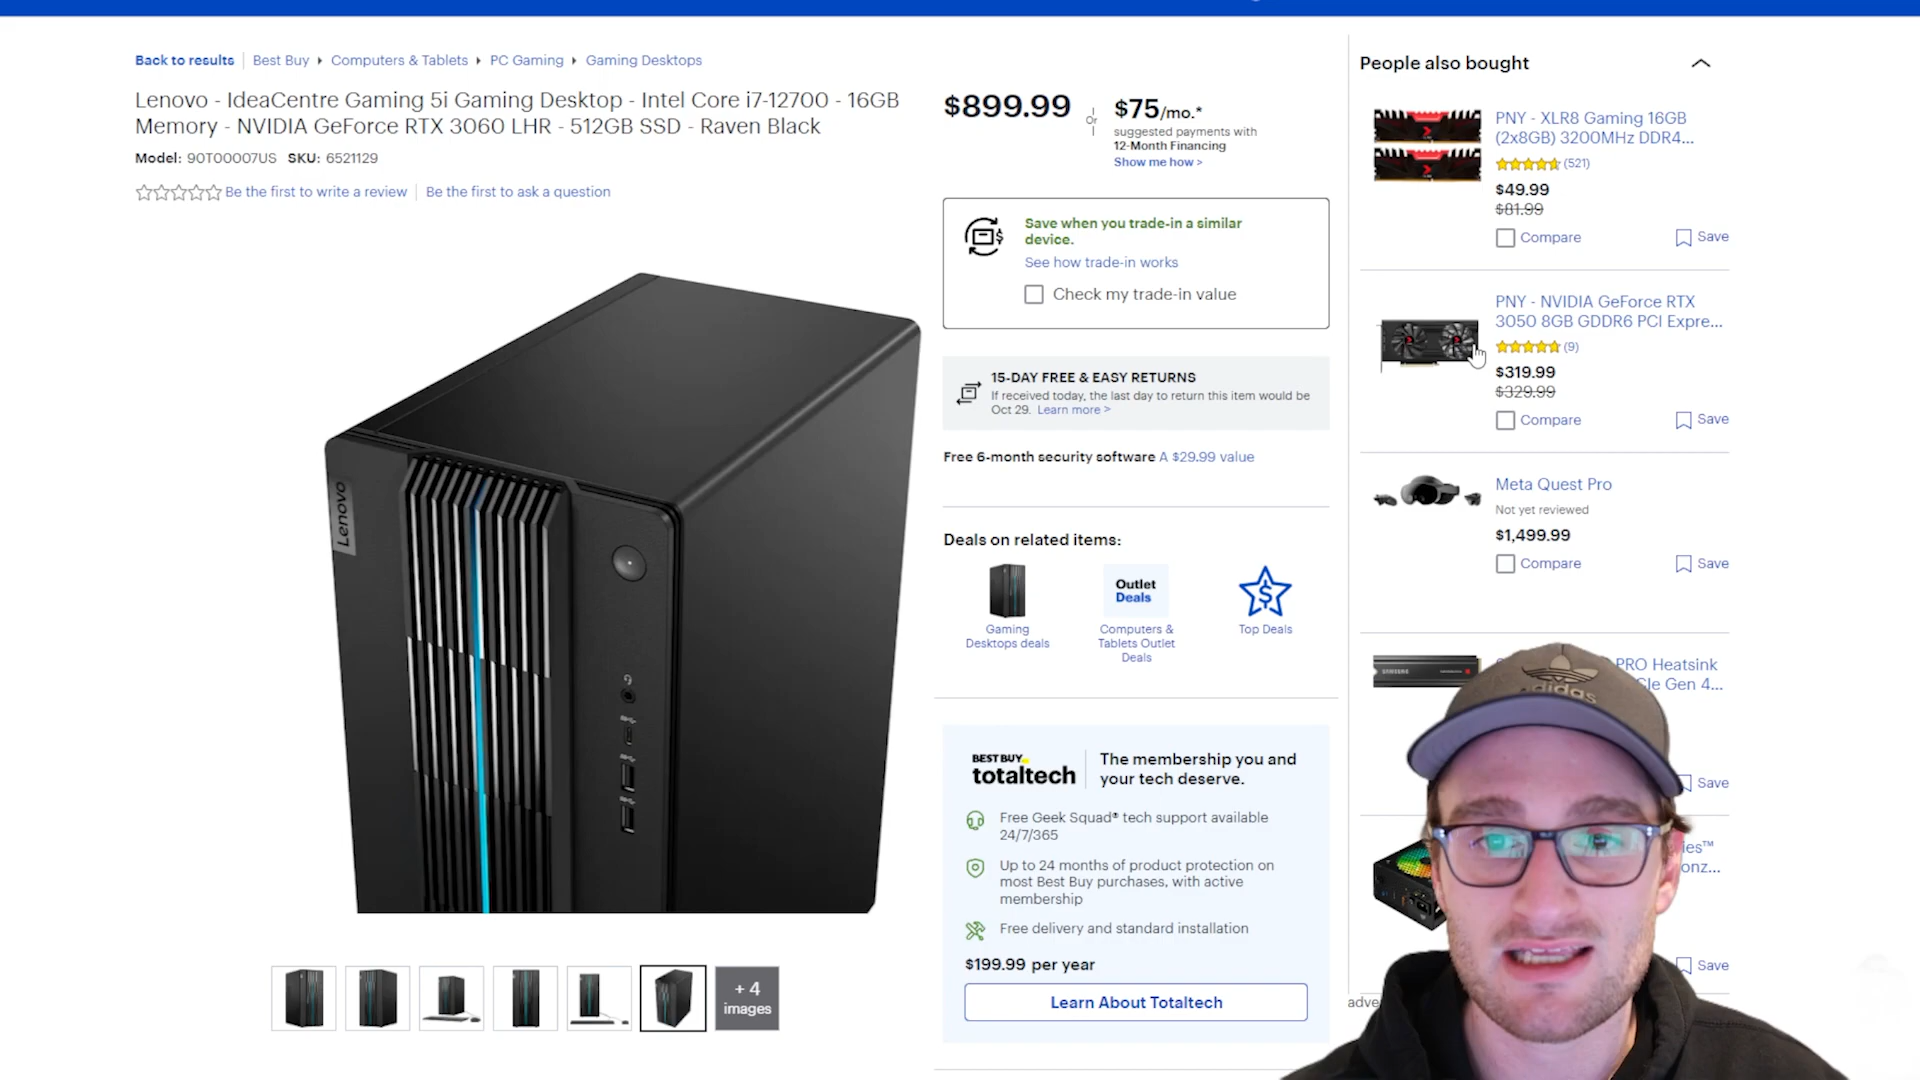 Back to results
Best Buy
Computers & Tablets
PC Gaming
Gaming Desktops
Lenovo - IdeaCentre Gaming 5i Gaming Desktop - Intel Core i7-12700 - 16GB
Memory - NVIDIA GeForce RTX 3060 LHR - 512GB SSD - Raven Black
Model: 90T00007US SKU: 6521129
Be the first to write a review
Be the first to ask a question
Lenovo
+ 4
images
$899.99
or
$75/mo.*
suggested payments with
12-Month Financing
Show me how >
Save when you trade-in a similar
device.
See how trade-in works
Check my trade-in value
15-DAY FREE & EASY RETURNS
If received today, the last day to return this item would be
Oct 29. Learn more >
Free 6-month security software A $29.99 value
Deals on related items:
Gaming
Desktops deals
Outlet
Deals
Computers &
Tablets Outlet
Deals
Top Deals
BEST BUY
totaltech
The membership you and
your tech deserve.
Free Geek Squad® tech support available
24/7/365
Up to 24 months of product protection on
most Best Buy purchases, with active
membership
Free delivery and standard installation
$199.99 per year
Learn About Totaltech
People also bought
PNY - XLR8 Gaming 16GB
(2x8GB) 3200MHz DDR4...
(521)
$49.99
$81.99
Compare
Save
PNY - NVIDIA GeForce RTX
3050 8GB GDDR6 PCI Expre...
(9)
$319.99
$329.99
Compare
Save
Meta Quest Pro
Not yet reviewed
$1,499.99
Compare
Save
SAMSUNG
PRO Heatsink
Gen 4...
adidas
Save
ies™
onz...
Save
adve